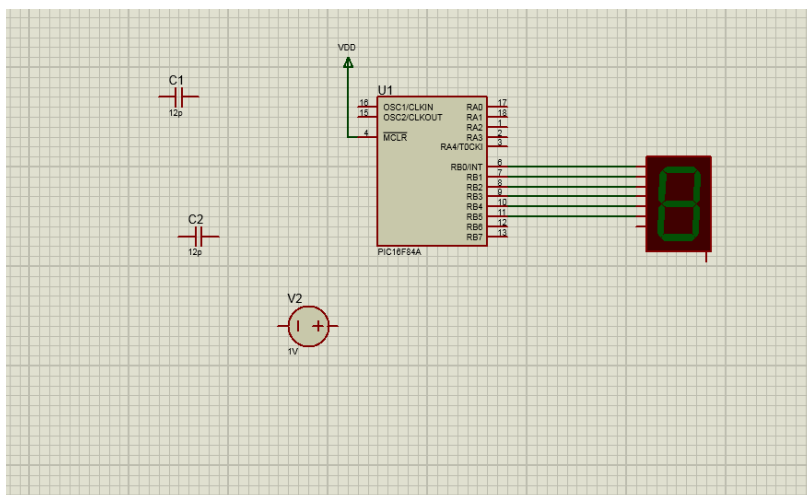 VDD
C1
12p
U1
16 OSC1/CLKIN RA0 17
15 OSC2/CLKOUT RA1 18
RA2 1
4 MCLR RA3 2
RA4/T0CKI 3
RB0/INT 6
RB1 7
RB2 8
RB3 9
RB4 10
RB5 11
RB6 12
RB7 13
PIC16F84A
C2
12p
V2
1V